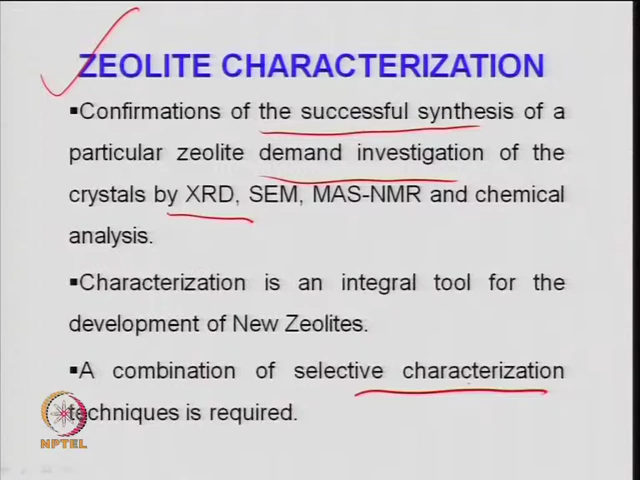 ZEOLITE CHARACTERIZATION
▪Confirmations of the successful synthesis of a
particular zeolite demand investigation of the
crystals by XRD, SEM, MAS-NMR and chemical
analysis.
▪Characterization is an integral tool for the
development of New Zeolites.
▪A combination of selective characterization
techniques is required.
NPTEL